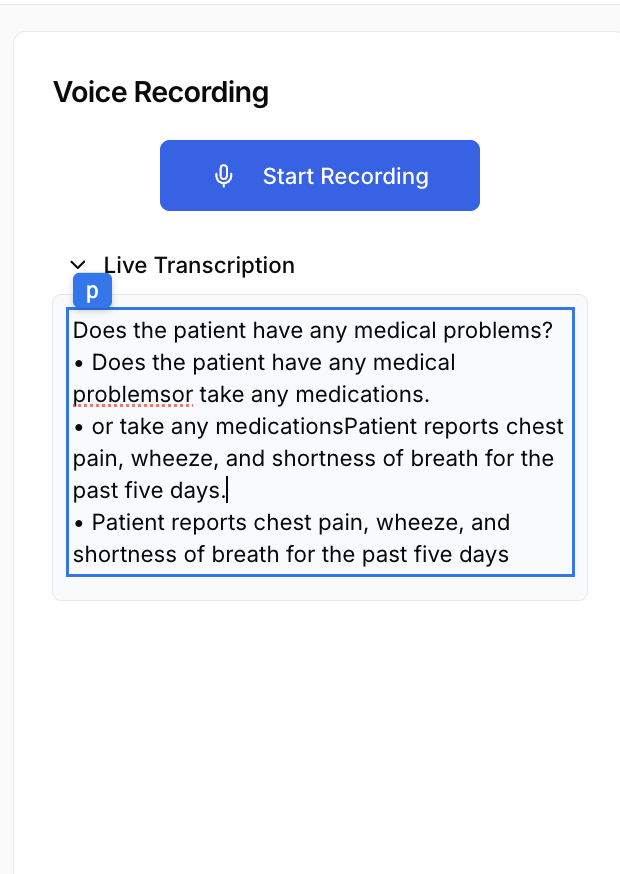 Voice Recording
Start Recording
Live Transcription
p
Does the patient have any medical problems?
• Does the patient have any medical
problemsor take any medications.
• or take any medicationsPatient reports chest
pain, wheeze, and shortness of breath for the
past five days.
• Patient reports chest pain, wheeze, and
shortness of breath for the past five days